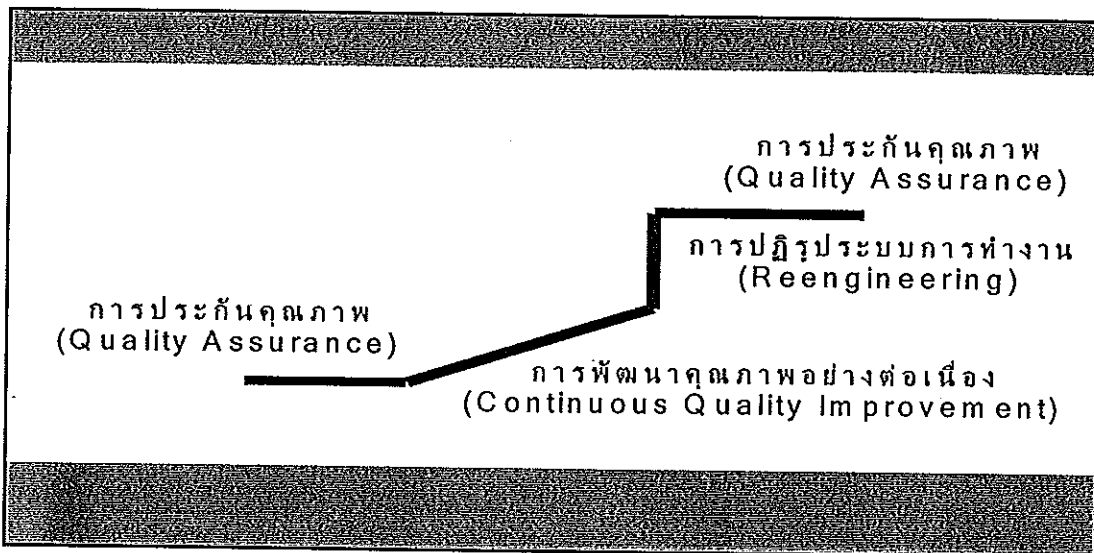 การประกันคุณภาพ
(Quality Assurance)
การปฏิรูประบบการทำงาน
(Reengineering)
การประกันคุณภาพ
(Quality Assurance)
การพัฒนาคุณภาพอย่างต่อเนื่อง
(Continuous Quality Improvement)